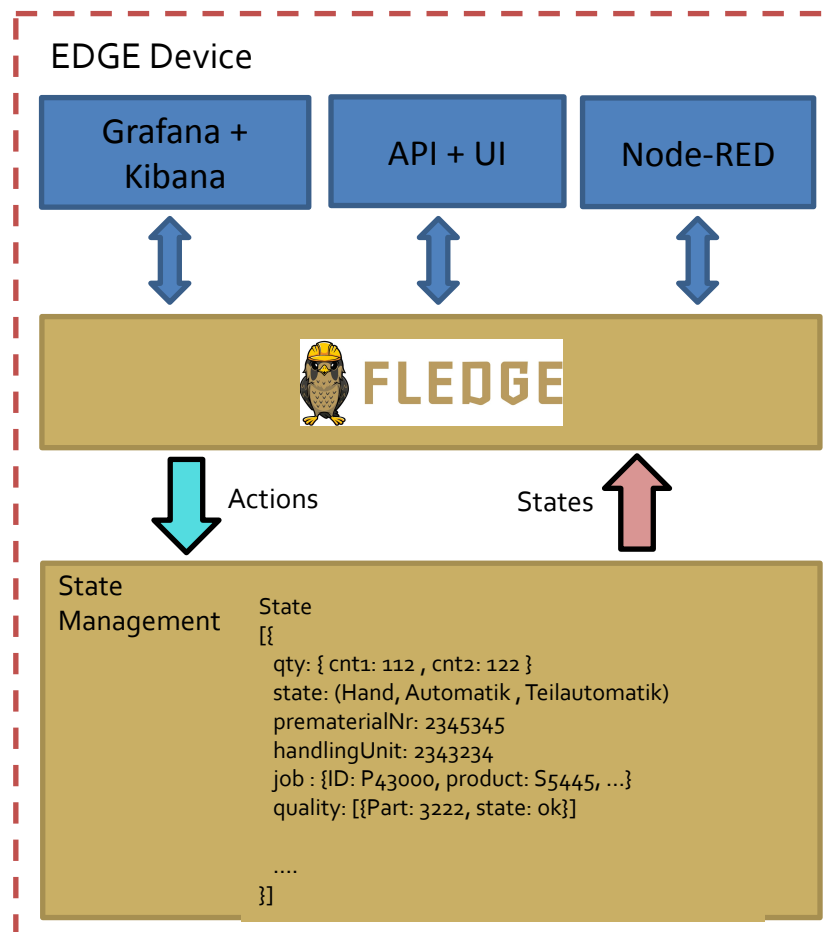 EDGE Device
Grafana +
Kibana
API + UI
Node-RED
FLEDGE
Actions
States
State
Management
State
[{
qty: { cnt1: 112 , cnt2: 122 }
state: (Hand, Automatik , Teilautomatik)
prematerialNr: 2345345
handlingUnit: 2343234
job : {ID: P43000, product: S5445, ...}
quality: [{Part: 3222, state: ok}]
....
}]